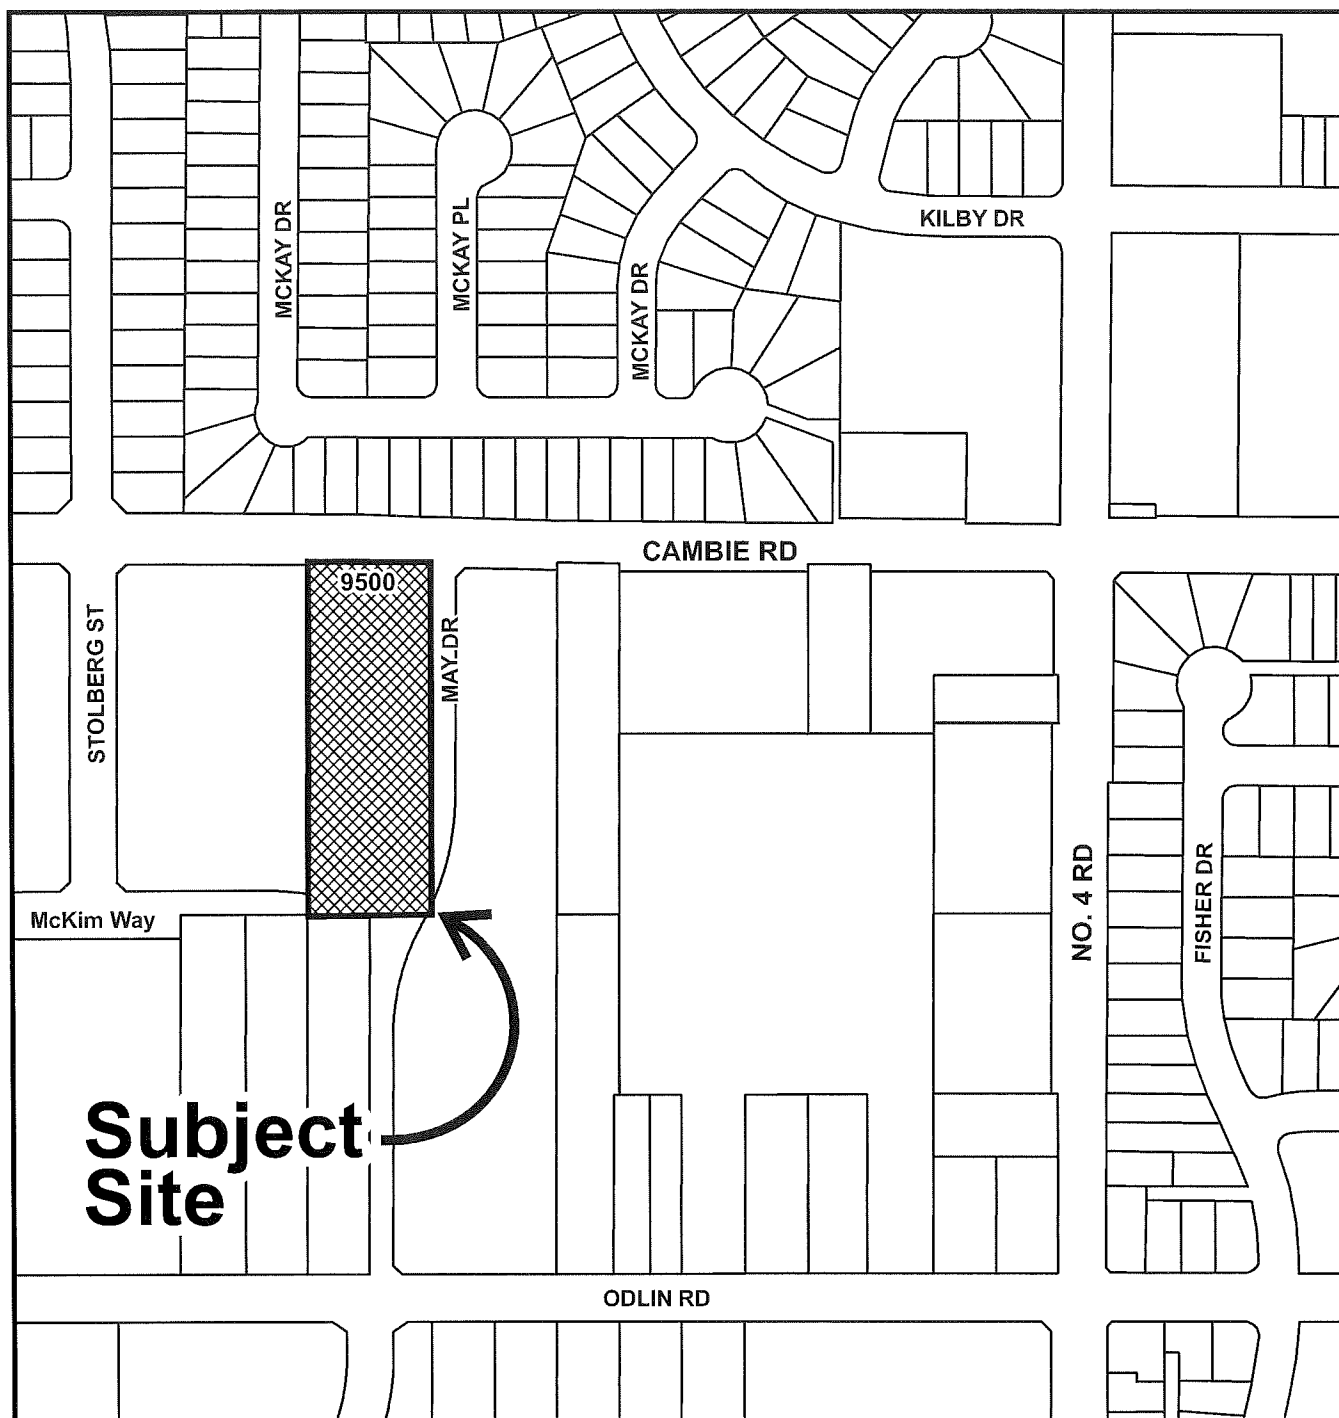 MCKAY DR
MCKAY PL
MCKAY DR
KILBY DR
CAMBIE RD
9500
STOLBERG ST
MAY DR
McKim Way
NO. 4 RD
FISHER DR
Subject
Site
ODLIN RD